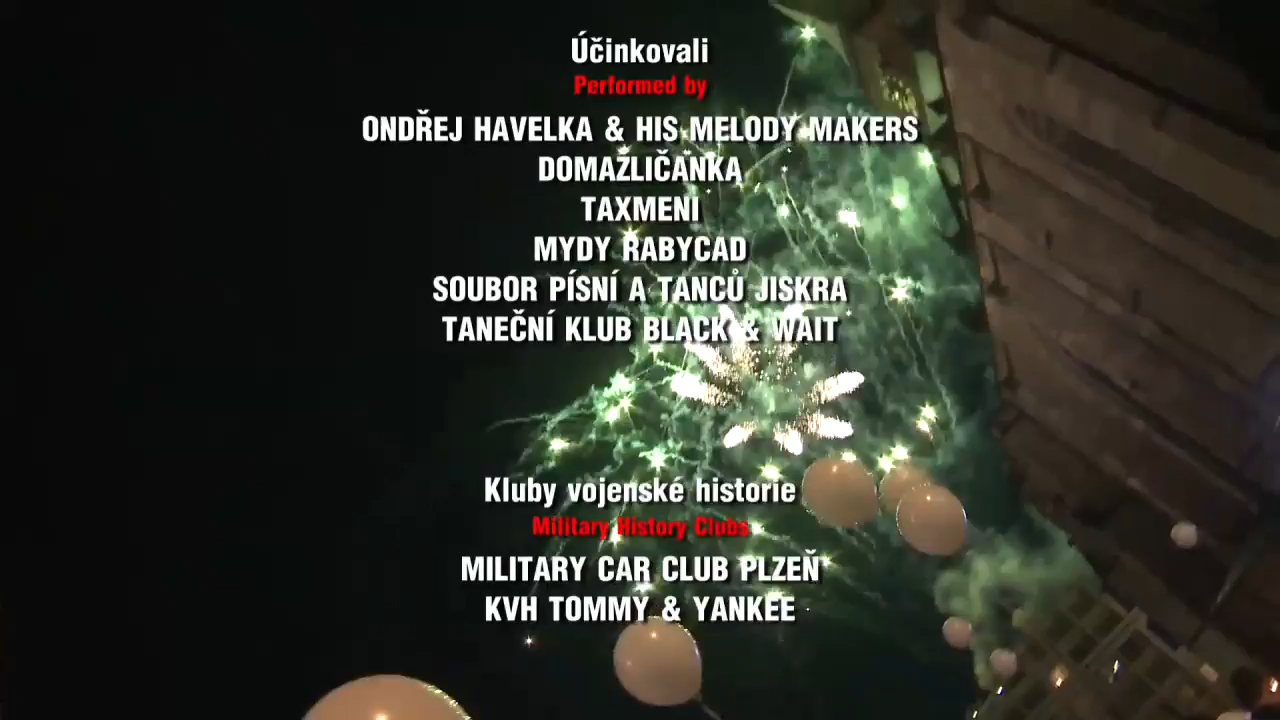 Účinkovali
Performed by
ONDŘEJ HAVELKA & HIS MELODY MAKERS
DOMAŽLIČANKA
TAXMENI
MYDY RABYCAD
SOUBOR PÍSNÍ A TANCŮ JISKRA
TANEČNÍ KLUB BLACK & WAIT
Kluby vojenské historie
Military History Clubs
MILITARY CAR CLUB PLZEŇ
KVH TOMMY & YANKEE